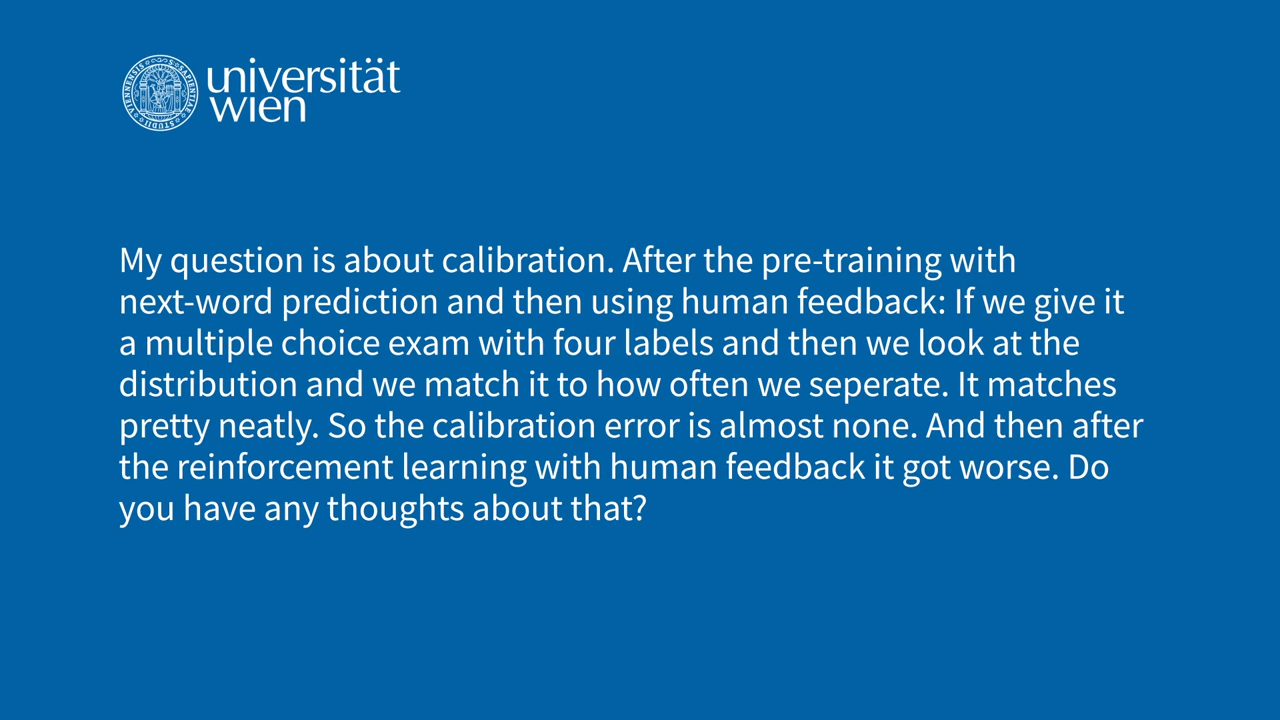 universität
wien
My question is about calibration. After the pre-training with
next-word prediction and then using human feedback: If we give it
a multiple choice exam with four labels and then we look at the
distribution and we match it to how often we seperate. It matches
pretty neatly. So the calibration error is almost none. And then after
the reinforcement learning with human feedback it got worse. Do
you have any thoughts about that?